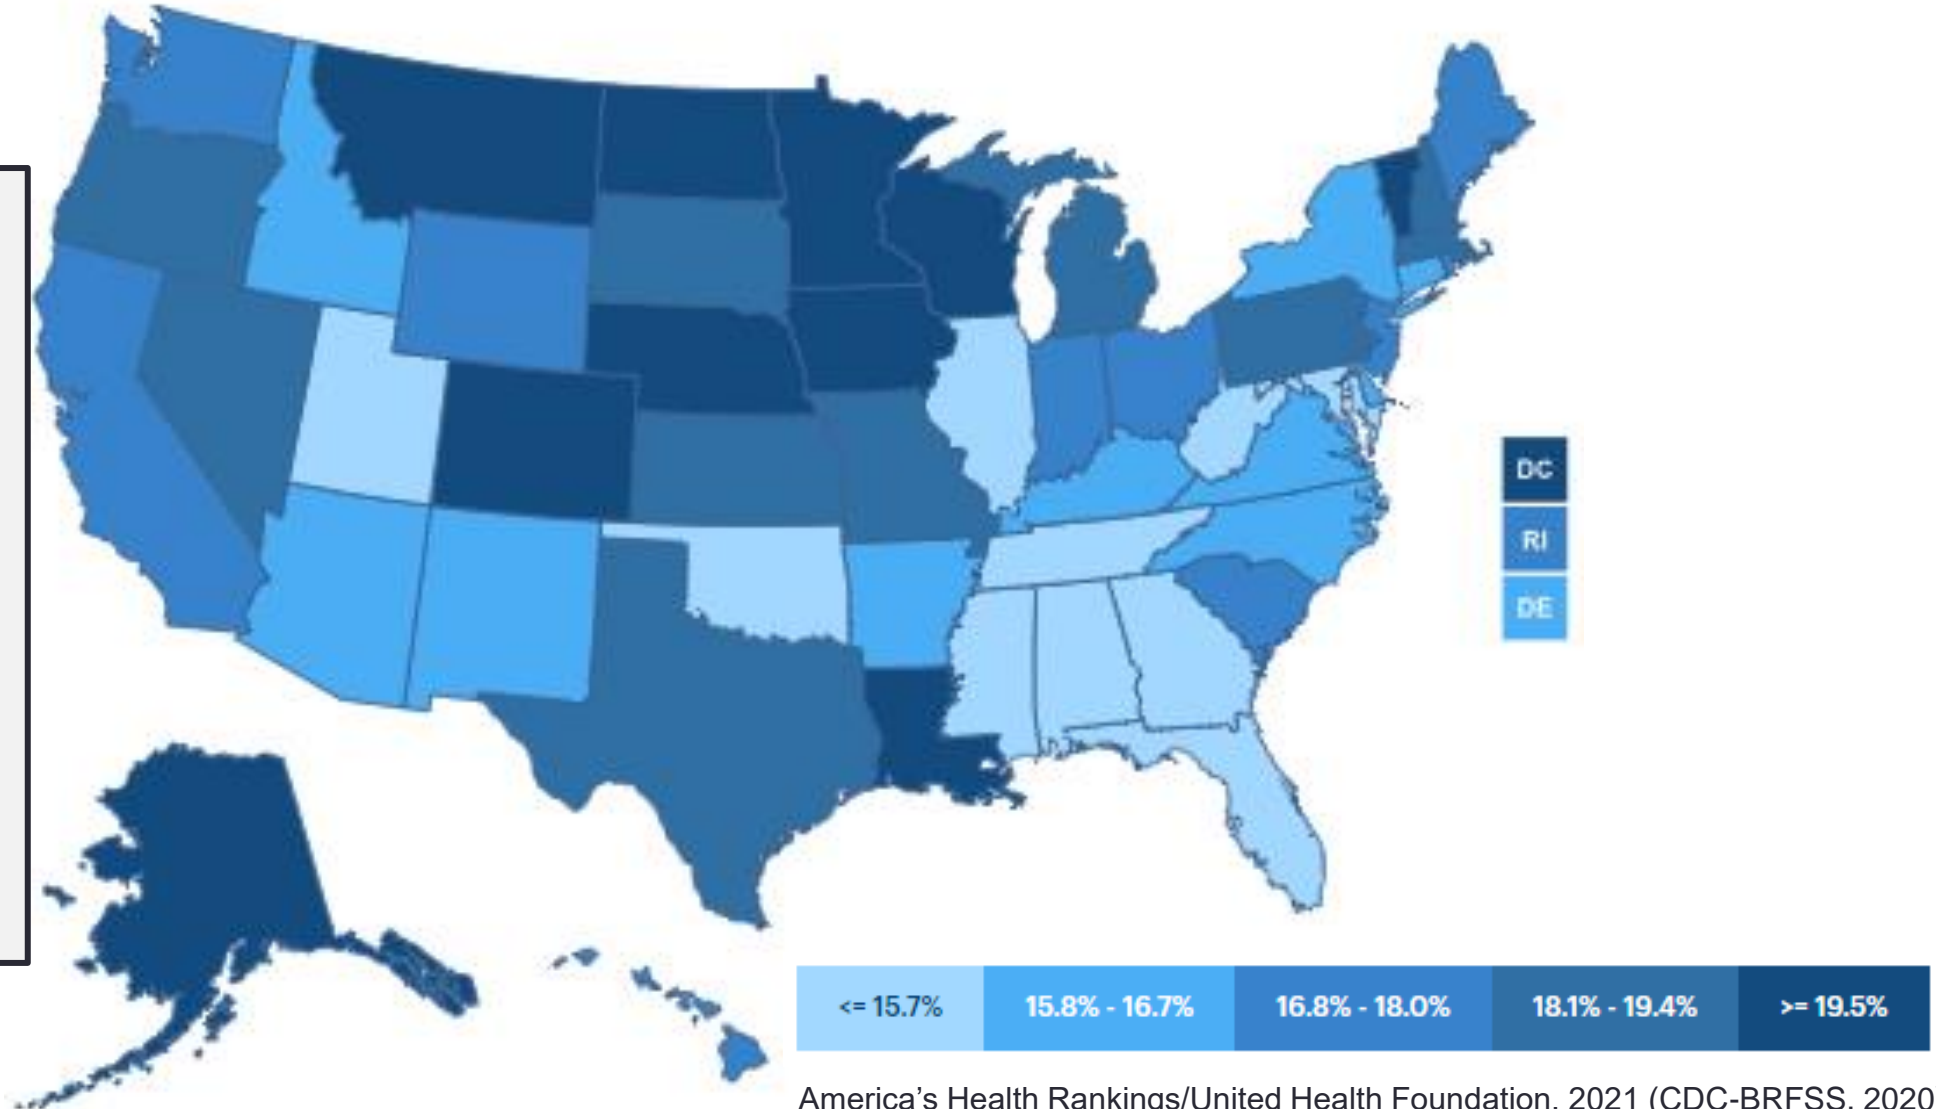 DC
RI
DE
<= 15.7% 15.8% - 16.7% 16.8% - 18.0% 18.1% - 19.4% >= 19.5%
America's Health Rankings/United Health Foundation, 2021 (CDC-BRFSS, 2020